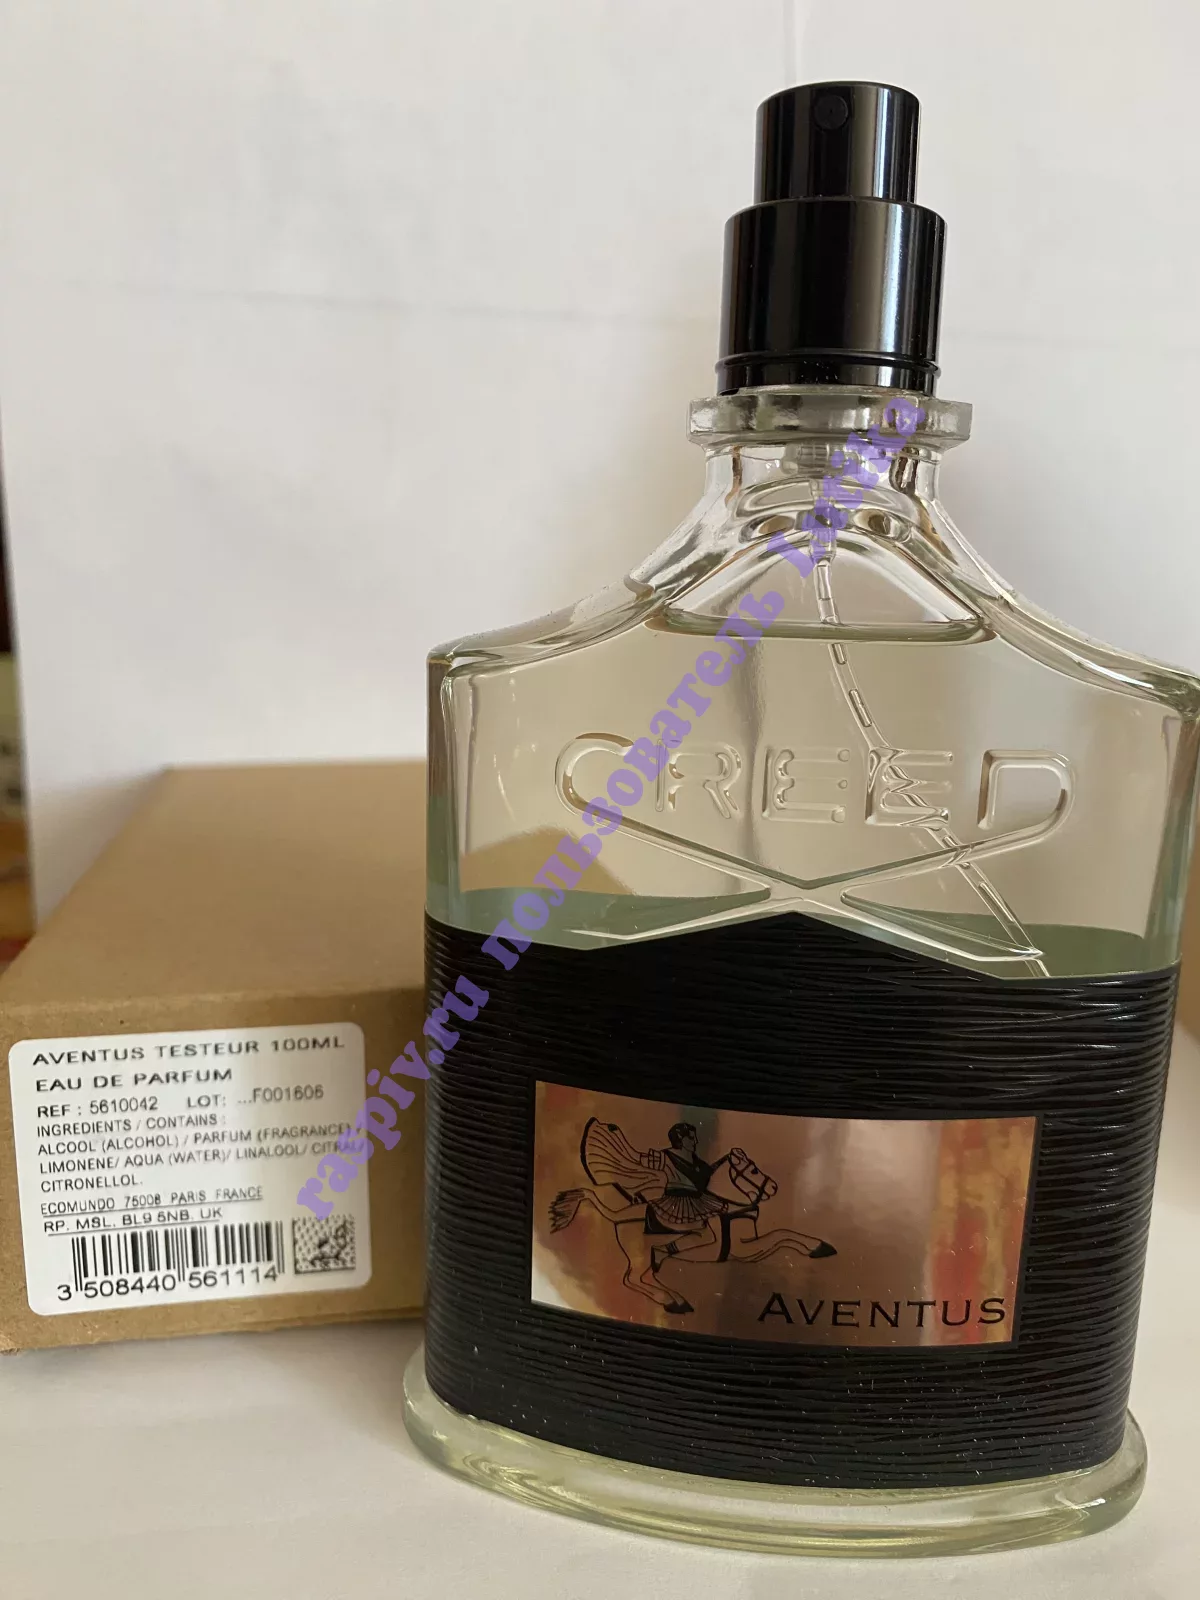 CREED
AVENTUS
AVENTUS TESTEUR 100ML
EAU DE PARFUM
REF : 5610042 LOT: ...F001606
INGREDIENTS / CONTAINS :
ALCOOL (ALCOHOL) / PARFUM (FRAGRANCE) /
LIMONENE/ AQUA (WATER)/ LINALOOL/ CITRAL/
CITRONELLOL.
ECOMUNDO 75008 PARIS FRANCE
RP. MSL. BL9 5NB. UK
3 508440 561114
raspiv.ru пользователь